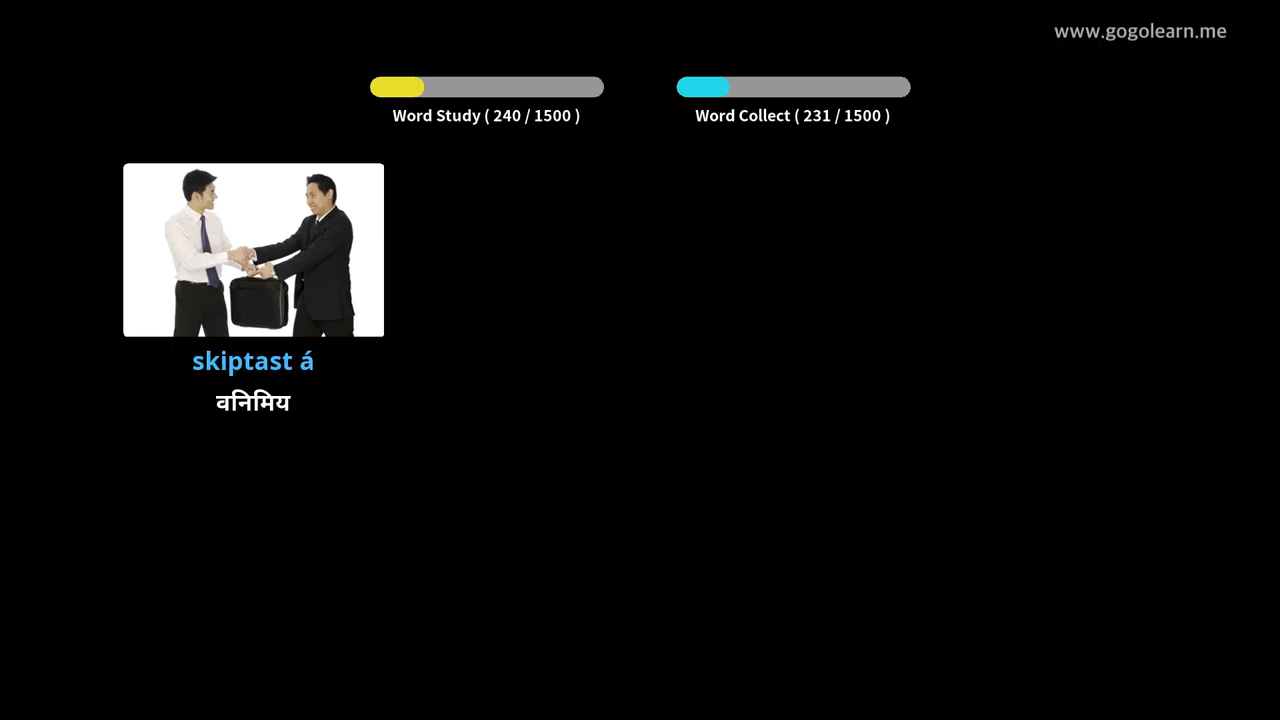 www.gogolearn.me
Word Study ( 240 / 1500 )
Word Collect ( 231 / 1500 )
skiptast á
वनिमिय